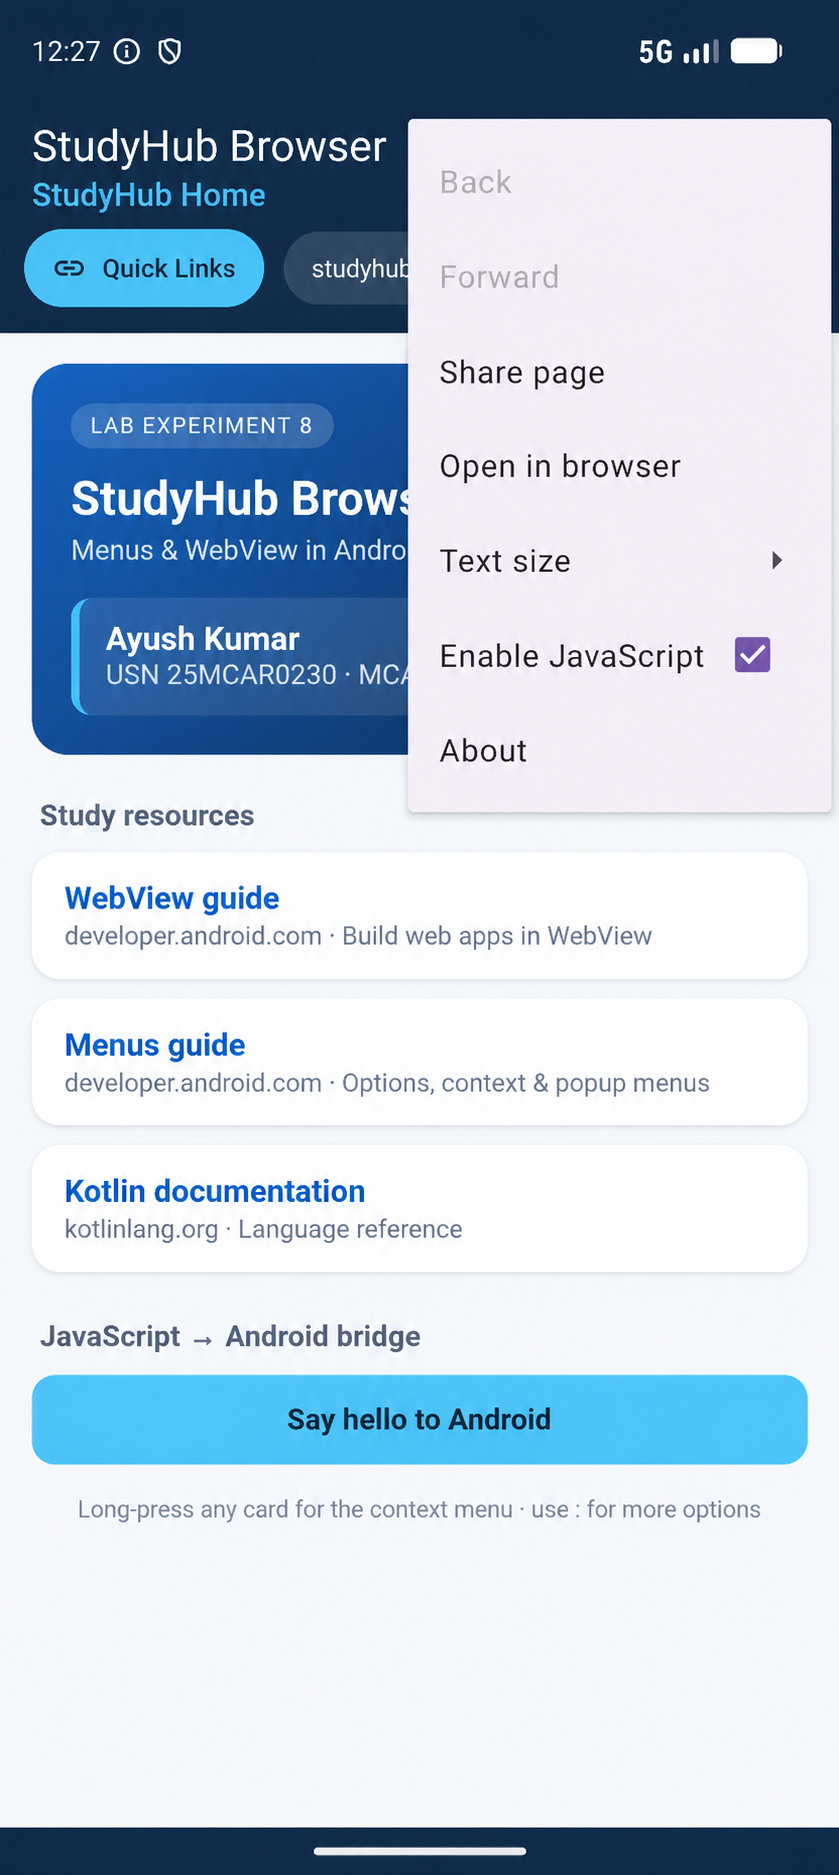 12:27
5G
StudyHub Browser
StudyHub Home
Quick Links
studyhub
Back
Forward
Share page
Open in browser
Text size
Enable JavaScript
About
LAB EXPERIMENT 8
StudyHub Brows
Menus & WebView in Andro
Ayush Kumar
USN 25MCAR0230 · MCA
Study resources
WebView guide
developer.android.com · Build web apps in WebView
Menus guide
developer.android.com · Options, context & popup menus
Kotlin documentation
kotlinlang.org · Language reference
JavaScript → Android bridge
Say hello to Android
Long-press any card for the context menu · use : for more options